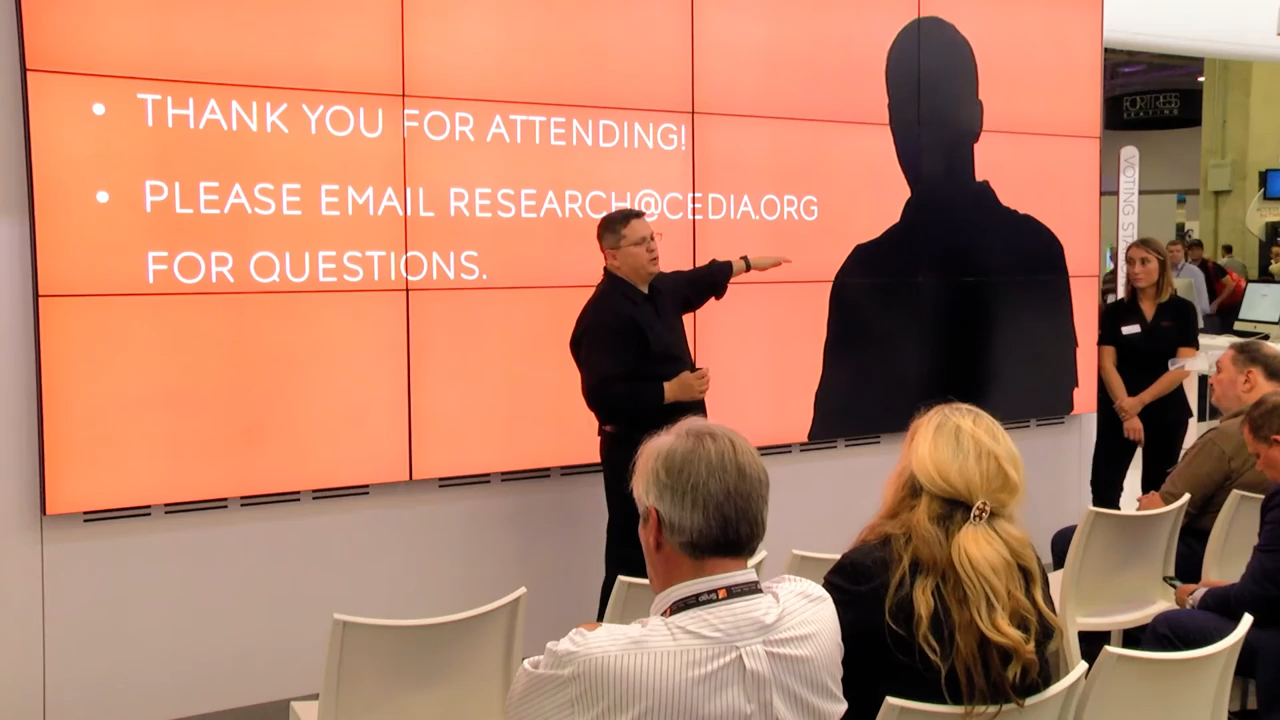 THANK YOU FOR ATTENDING!
PLEASE EMAIL RESEARCH@CEDIA.ORG
FOR QUESTIONS.
FORTRESS
SEATING
VOTING STA